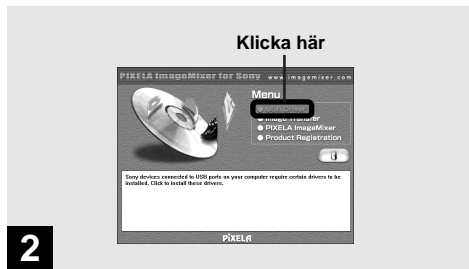 Klicka här
PIXELA ImageMixer for Sony www.imagemixer.com
Menu
USB Driver
Image Transfer
PIXELA ImageMixer
Product Registration
Sony devices connected to USB ports on your computer require certain drivers to be
installed. Click to install these drivers.
PIXELA
2